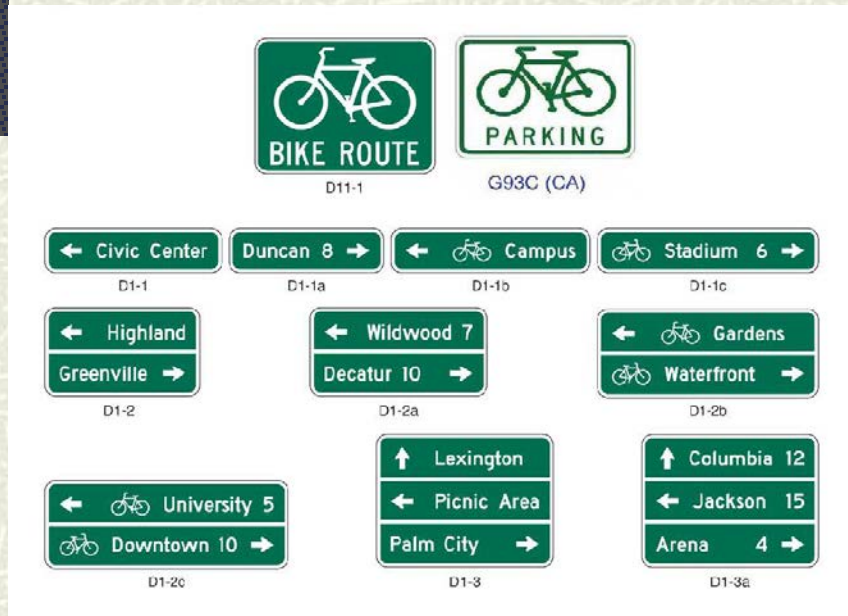 BIKE ROUTE
D11-1
PARKING
G93C (CA)
Civic Center
D1-1
Duncan 8
D1-1a
Campus
D1-1b
Stadium 6
D1-1c
Highland
Greenville
D1-2
Wildwood 7
Decatur 10
D1-2a
Gardens
Waterfront
D1-2b
University 5
Downtown 10
D1-2c
Lexington
Picnic Area
Palm City
D1-3
Columbia 12
Jackson 15
Arena 4
D1-3a